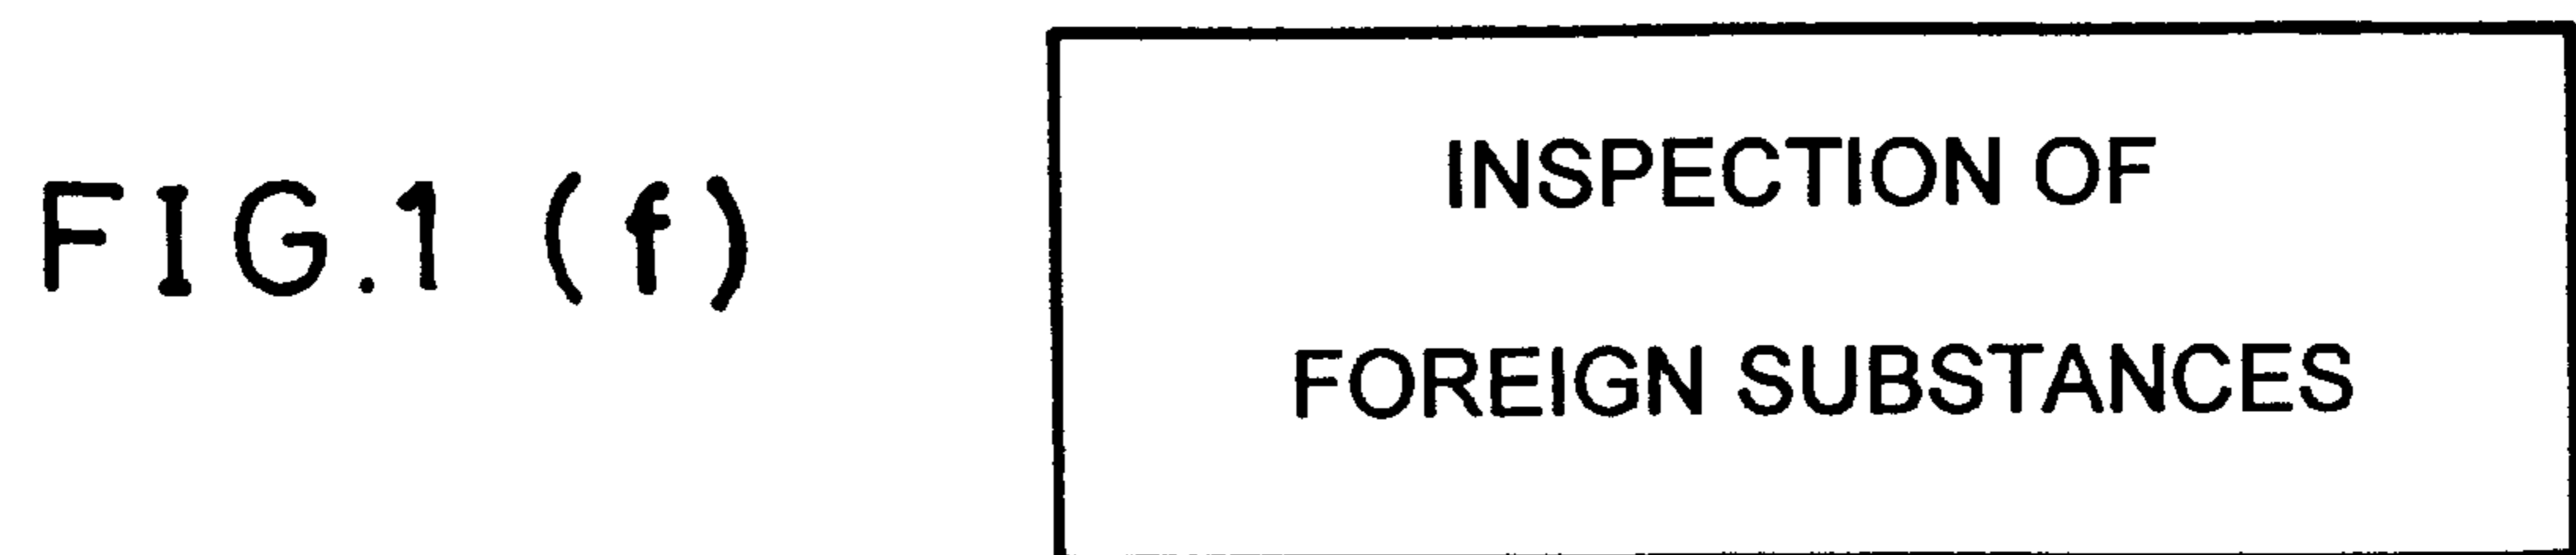 FIG.1 (f)
INSPECTION OF
FOREIGN SUBSTANCES